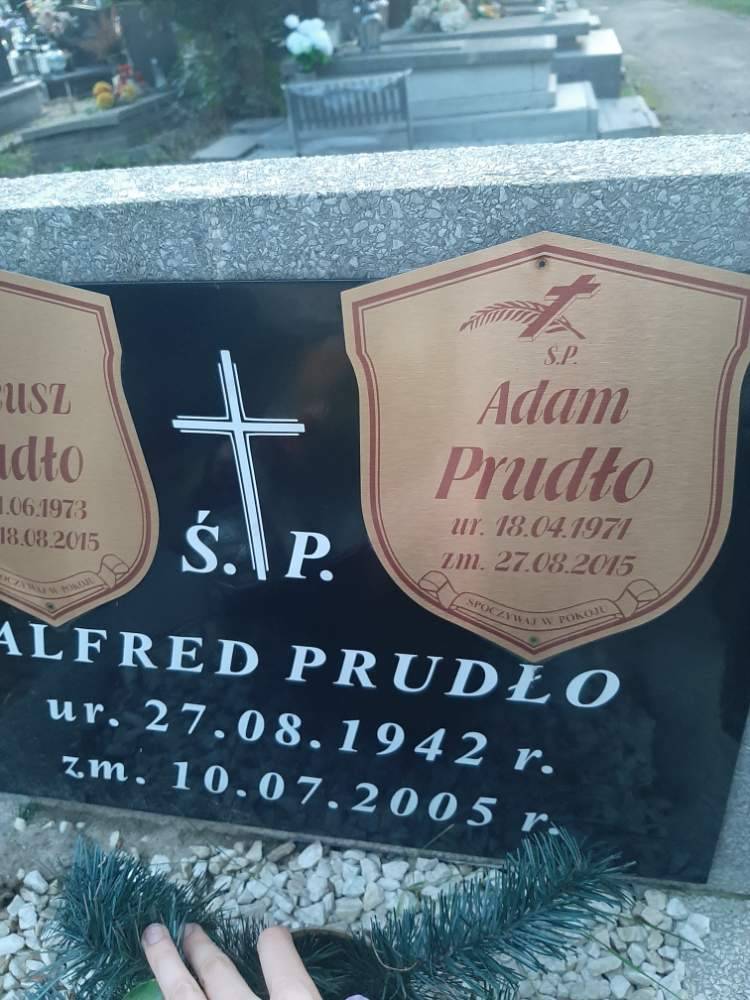 usz
dło
.06.1973
18.08.2015
POCZYWAJ W POKOJU
Ś.P.
Adam
Prudło
ur. 18.04.1971
zm. 27.08.2015
SPOCZYWAJ W POKOJU
Ś. P.
ALFRED PRUDŁO
ur. 27.08.1942 r.
zm. 10.07.2005 r.